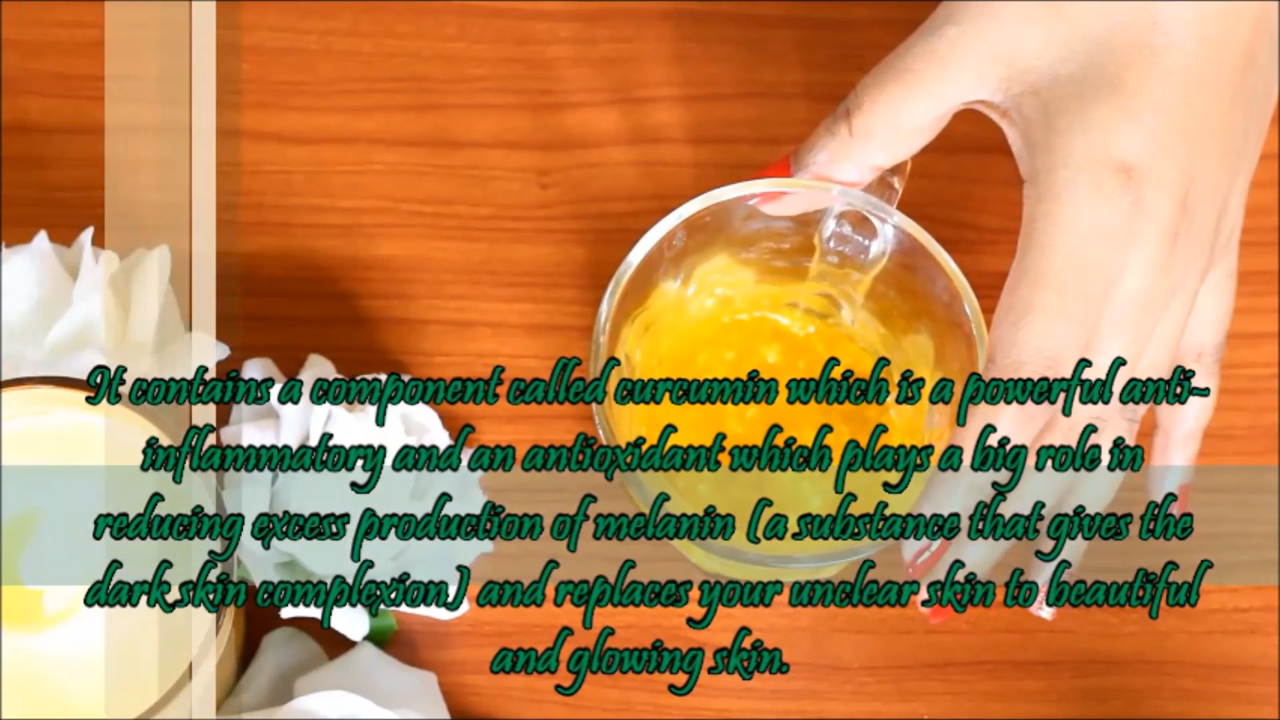 It contains a component called curcumin which is a powerful anti-
inflammatory and an antioxidant which plays a big role in
reducing excess production of melanin (a substance that gives the
dark skin complexion) and replaces your unclear skin to beautiful
and glowing skin.